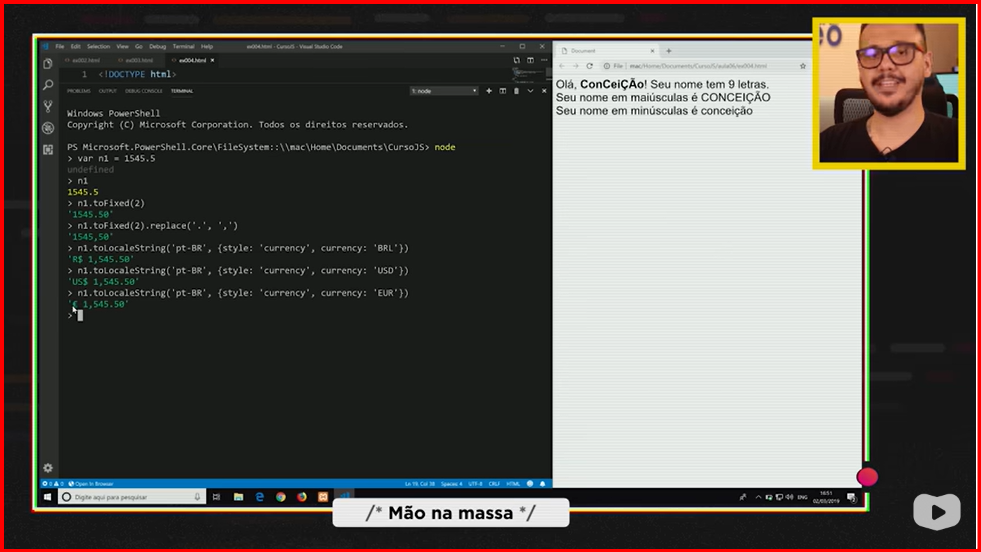 File Edit Selection View Go Debug Terminal Help
ex004.html - CursoJS - Visual Studio Code
ex002.html ex003.html ex004.html ×
1 <!DOCTYPE html>
PROBLEMS OUTPUT DEBUG CONSOLE TERMINAL 1: node
Windows PowerShell
Copyright (C) Microsoft Corporation. Todos os direitos reservados.
PS Microsoft.PowerShell.Core\FileSystem::\\mac\Home\Documents\CursoJS> node
> var n1 = 1545.5
undefined
> n1
1545.5
> n1.toFixed(2)
'1545.50'
> n1.toFixed(2).replace('.', ',')
'1545,50'
> n1.toLocaleString('pt-BR', {style: 'currency', currency: 'BRL'})
'R$ 1,545.50'
> n1.toLocaleString('pt-BR', {style: 'currency', currency: 'USD'})
'US$ 1,545.50'
> n1.toLocaleString('pt-BR', {style: 'currency', currency: 'EUR'})
'€ 1,545.50'
>
Document
File mac/Home/Documents/CursoJS/aula06/ex004.html
Olá, ConCeiÇÃo! Seu nome tem 9 letras.
Seu nome em maiúsculas é CONCEIÇÃO
Seu nome em minúsculas é conceição
0 0 Open In Browser
Ln 19, Col 38 Spaces: 4 UTF-8 CRLF HTML
Digite aqui para pesquisar
ENG
16:51
02/03/2019
/* Mão na massa */